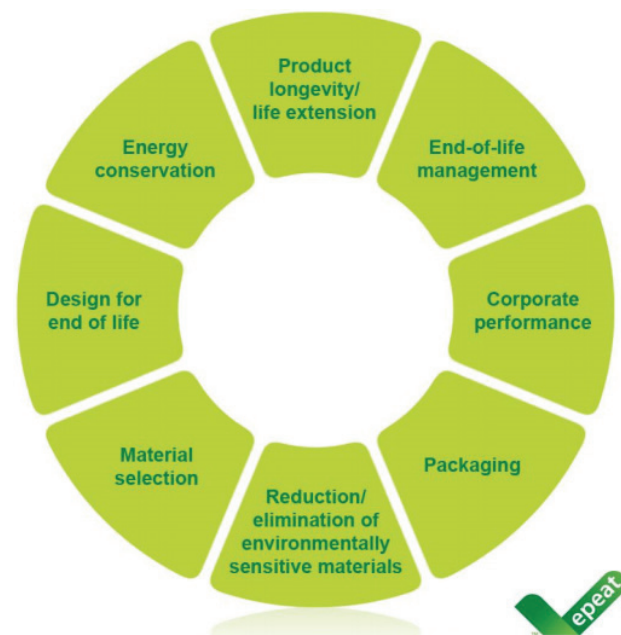 Product
longevity/
life extension
End-of-life
management
Corporate
performance
Packaging
Reduction/
elimination of
environmentally
sensitive materials
Material
selection
Design for
end of life
Energy
conservation
epeat